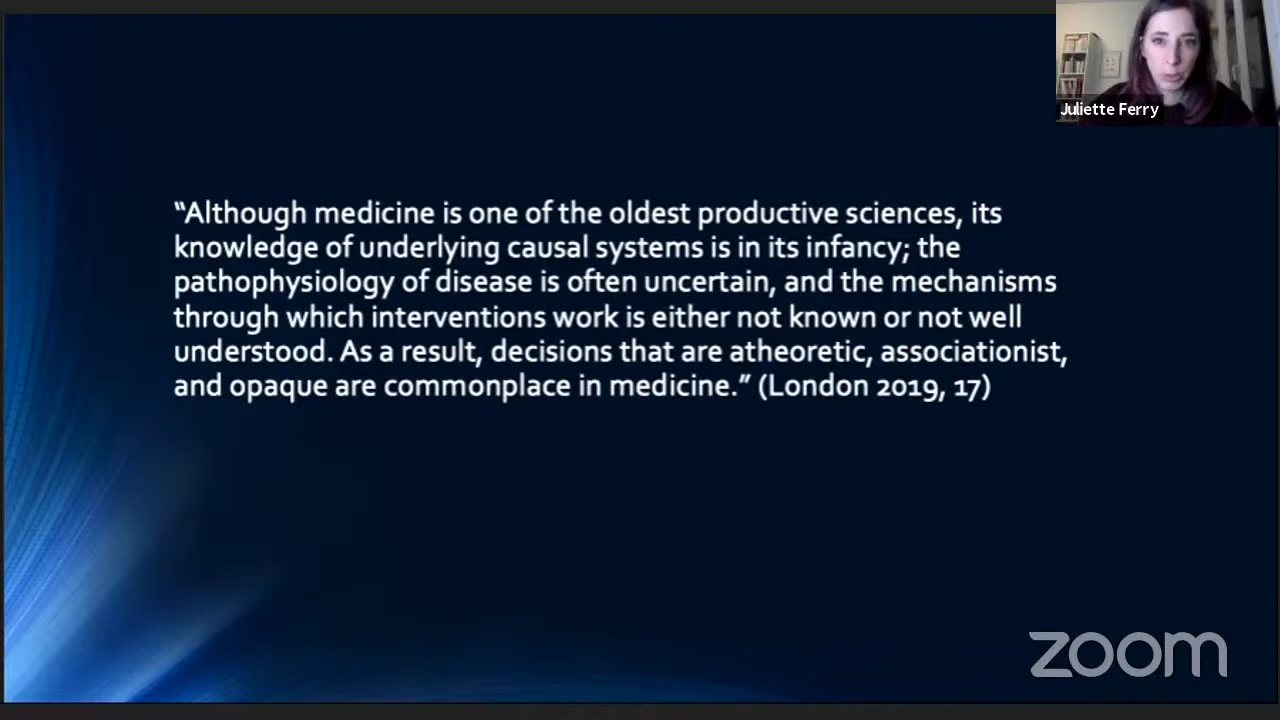 Juliette Ferry
“Although medicine is one of the oldest productive sciences, its
knowledge of underlying causal systems is in its infancy; the
pathophysiology of disease is often uncertain, and the mechanisms
through which interventions work is either not known or not well
understood. As a result, decisions that are atheoretic, associationist,
and opaque are commonplace in medicine.” (London 2019, 17)
zoom